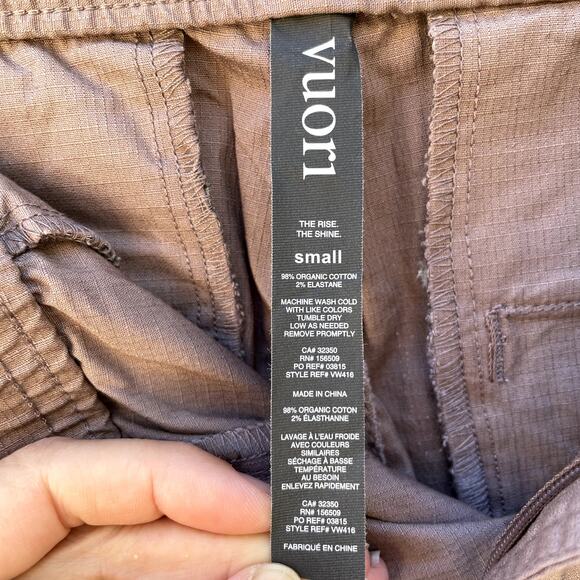 vuori
THE RISE.
THE SHINE.
small
98% ORGANIC COTTON
2% ELASTANE
MACHINE WASH COLD
WITH LIKE COLORS
TUMBLE DRY
LOW AS NEEDED
REMOVE PROMPTLY
CA# 32350
RN# 156509
PO REF# 03815
STYLE REF# VW416
MADE IN CHINA
98% ORGANIC COTTON
2% ÉLASTHANNE
LAVAGE À L'EAU FROIDE
AVEC COULEURS
SIMILAIRES
SÉCHAGE À BASSE
TEMPÉRATURE
AU BESOIN
ENLEVEZ RAPIDEMENT
CA# 32350
RN# 156509
PO REF# 03815
STYLE REF# VW416
FABRIQUÉ EN CHINE